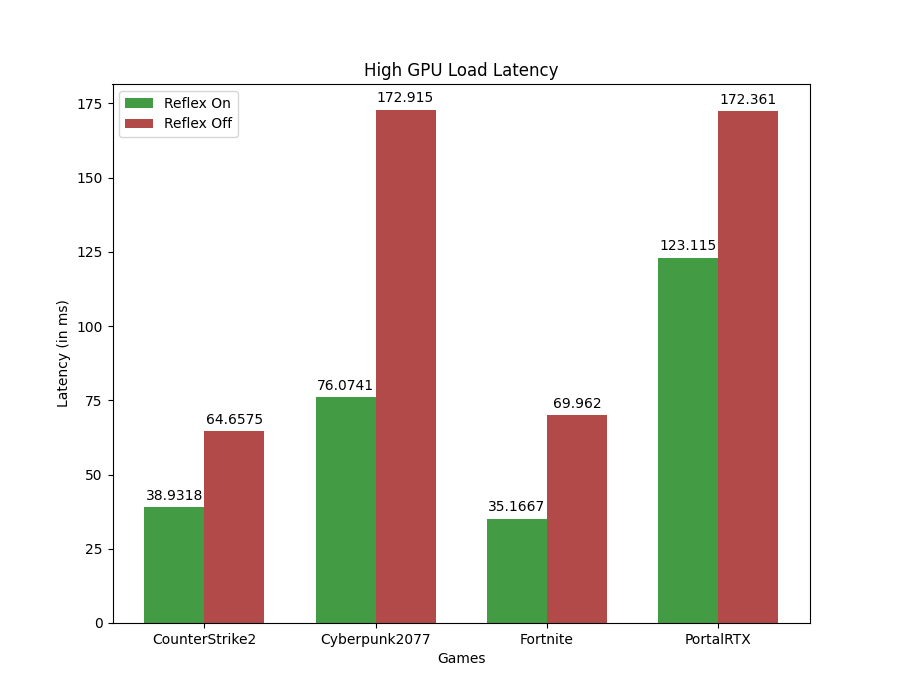 High GPU Load Latency
Reflex On
Reflex Off
172.915
172.361
175
150
125
100
75
50
25
0
Latency (in ms)
123.115
76.0741
64.6575
69.962
38.9318
35.1667
CounterStrike2
Cyberpunk2077
Fortnite
PortalRTX
Games